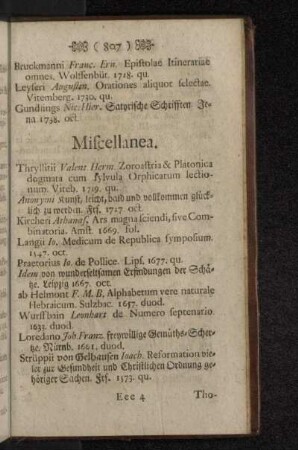 ( 807 )
Bruckmanni Franc. Ern. Epistolae Itinerariae
omnes. Wolffenbüt. 1728. qu.
Leyseri Augustin. Orationes aliquot selectae.
Vitemberg. 1730. qu.
Gundlings Nic. Hier. Satyrische Schrifften Je-
na 1738. oct.
Miscellanea.
Thryllitii Valent Herm. Zoroastria & Platonica
dogmata cum sylvula Orphicarum lectio-
num. Viteb. 1719. qu.
Anonymi Kunst, leicht, bald und vollkommen glück-
lich zu werden. Frf. 1727 oct.
Kircheri Athanas. Ars magna sciendi, sive Com-
binatoria. Amst. 1669. fol.
Langii Io. Medicum de Republica symposium.
1547. oct.
Praetorius Io. de Pollice. Lips. 1677. qu.
Idem von wunderseltsamen Erfindungen der Schä-
tze. Leipzig 1667. oct.
ab Helmont F. M. B. Alphabetum vere naturale
Hebraicum. Sulzbac. 1657. duod.
Wurffbain Leonhart de Numero septenario.
1633. duod.
Loredano Joh. Franz. freywillige Gemüths-Scher-
tze. Nürnb. 1661. duod.
Strüppii von Gelhausen Ioach. Reformation vie-
ler zur Gesundheit und Christlichen Ordnung ge-
höriger Sachen. Frf. 1573. qu.
Eee 4 Tho-